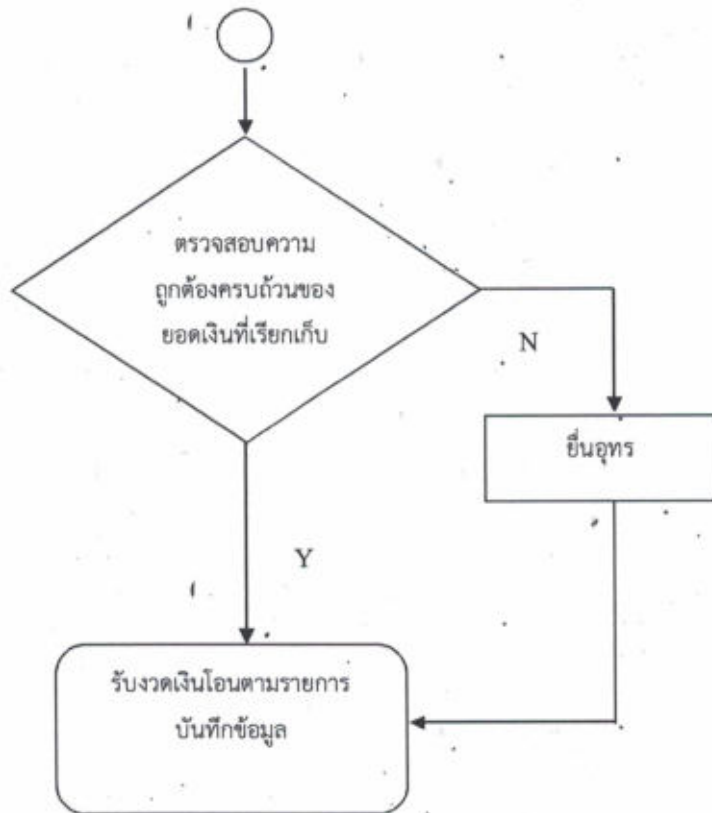 ตรวจสอบความ
ถูกต้องครบถ้วนของ
ยอดเงินที่เรียกเก็บ
N
ยื่นอุทร
Y
รับงวดเงินโอนตามรายการ
บันทึกข้อมูล